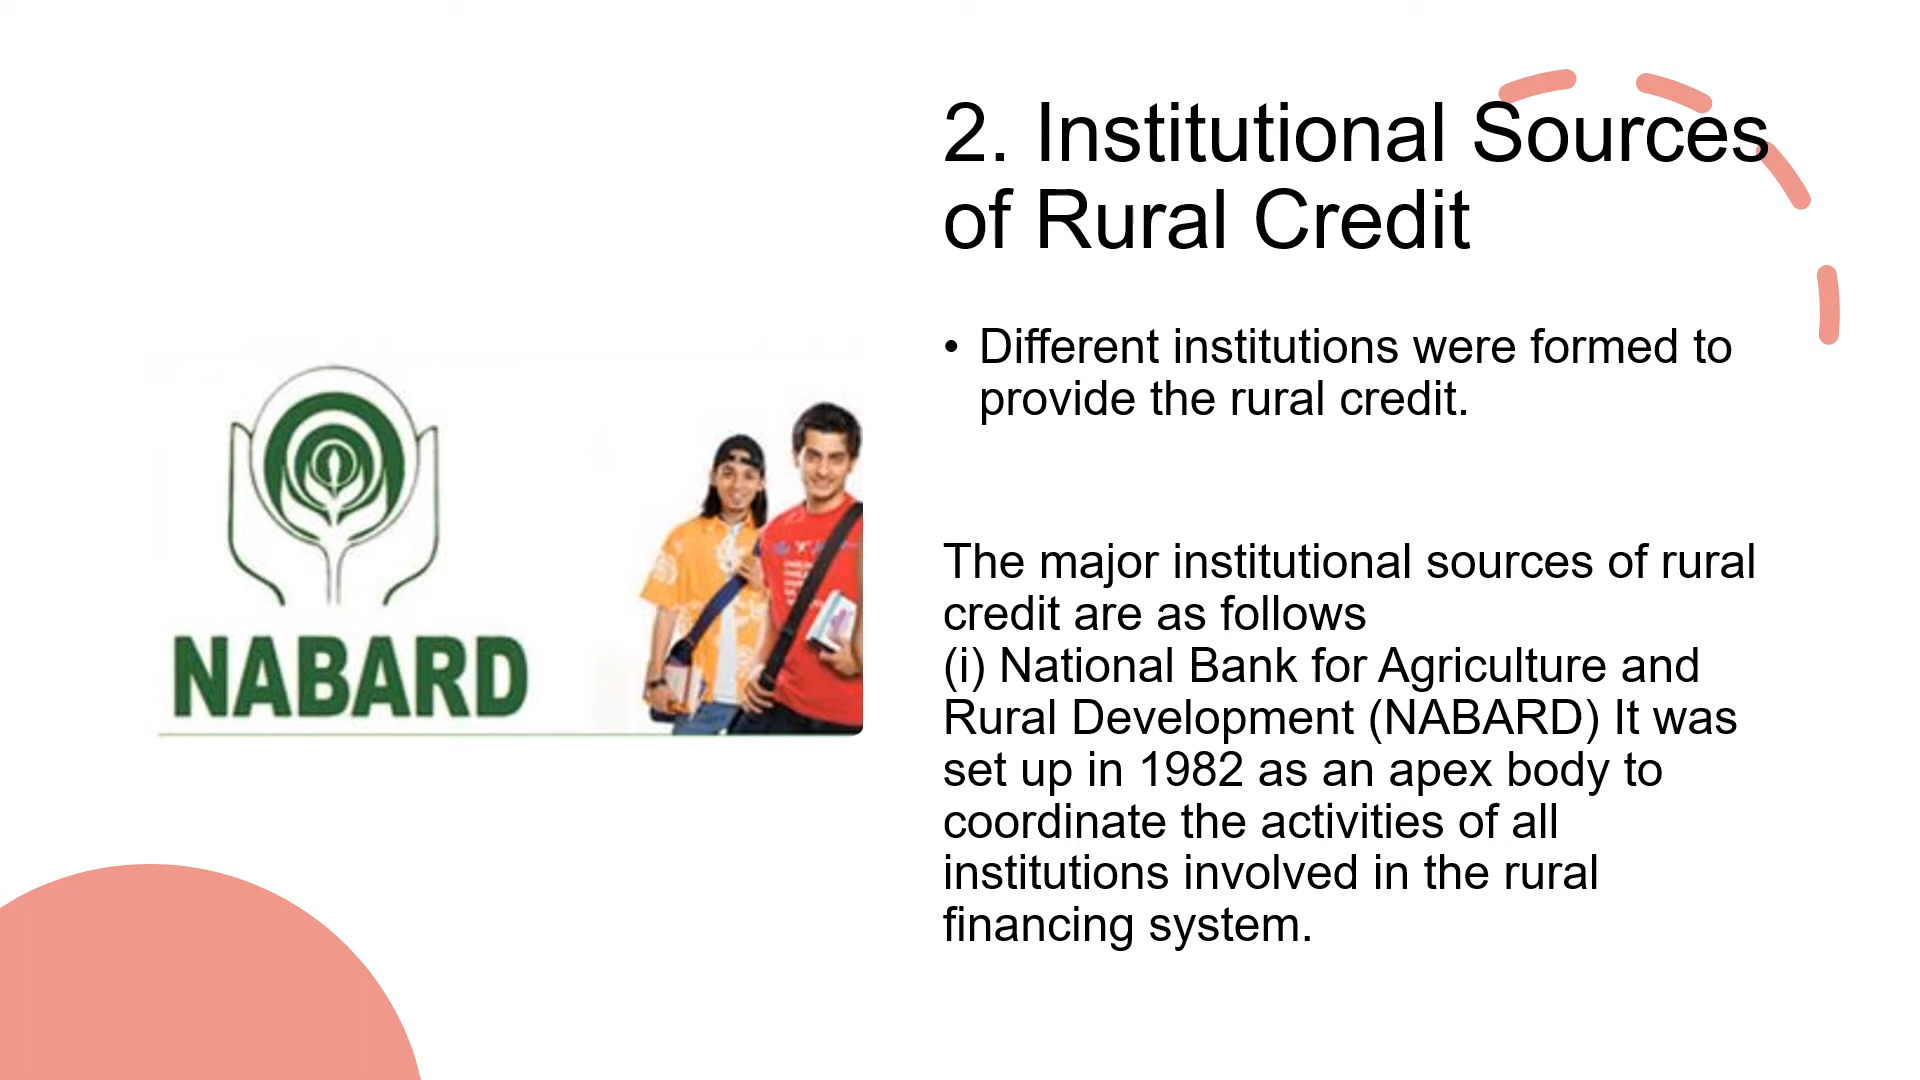 2. Institutional Sources
of Rural Credit
• Different institutions were formed to
provide the rural credit.
The major institutional sources of rural
credit are as follows
(i) National Bank for Agriculture and
Rural Development (NABARD) It was
set up in 1982 as an apex body to
coordinate the activities of all
institutions involved in the rural
financing system.
NABARD